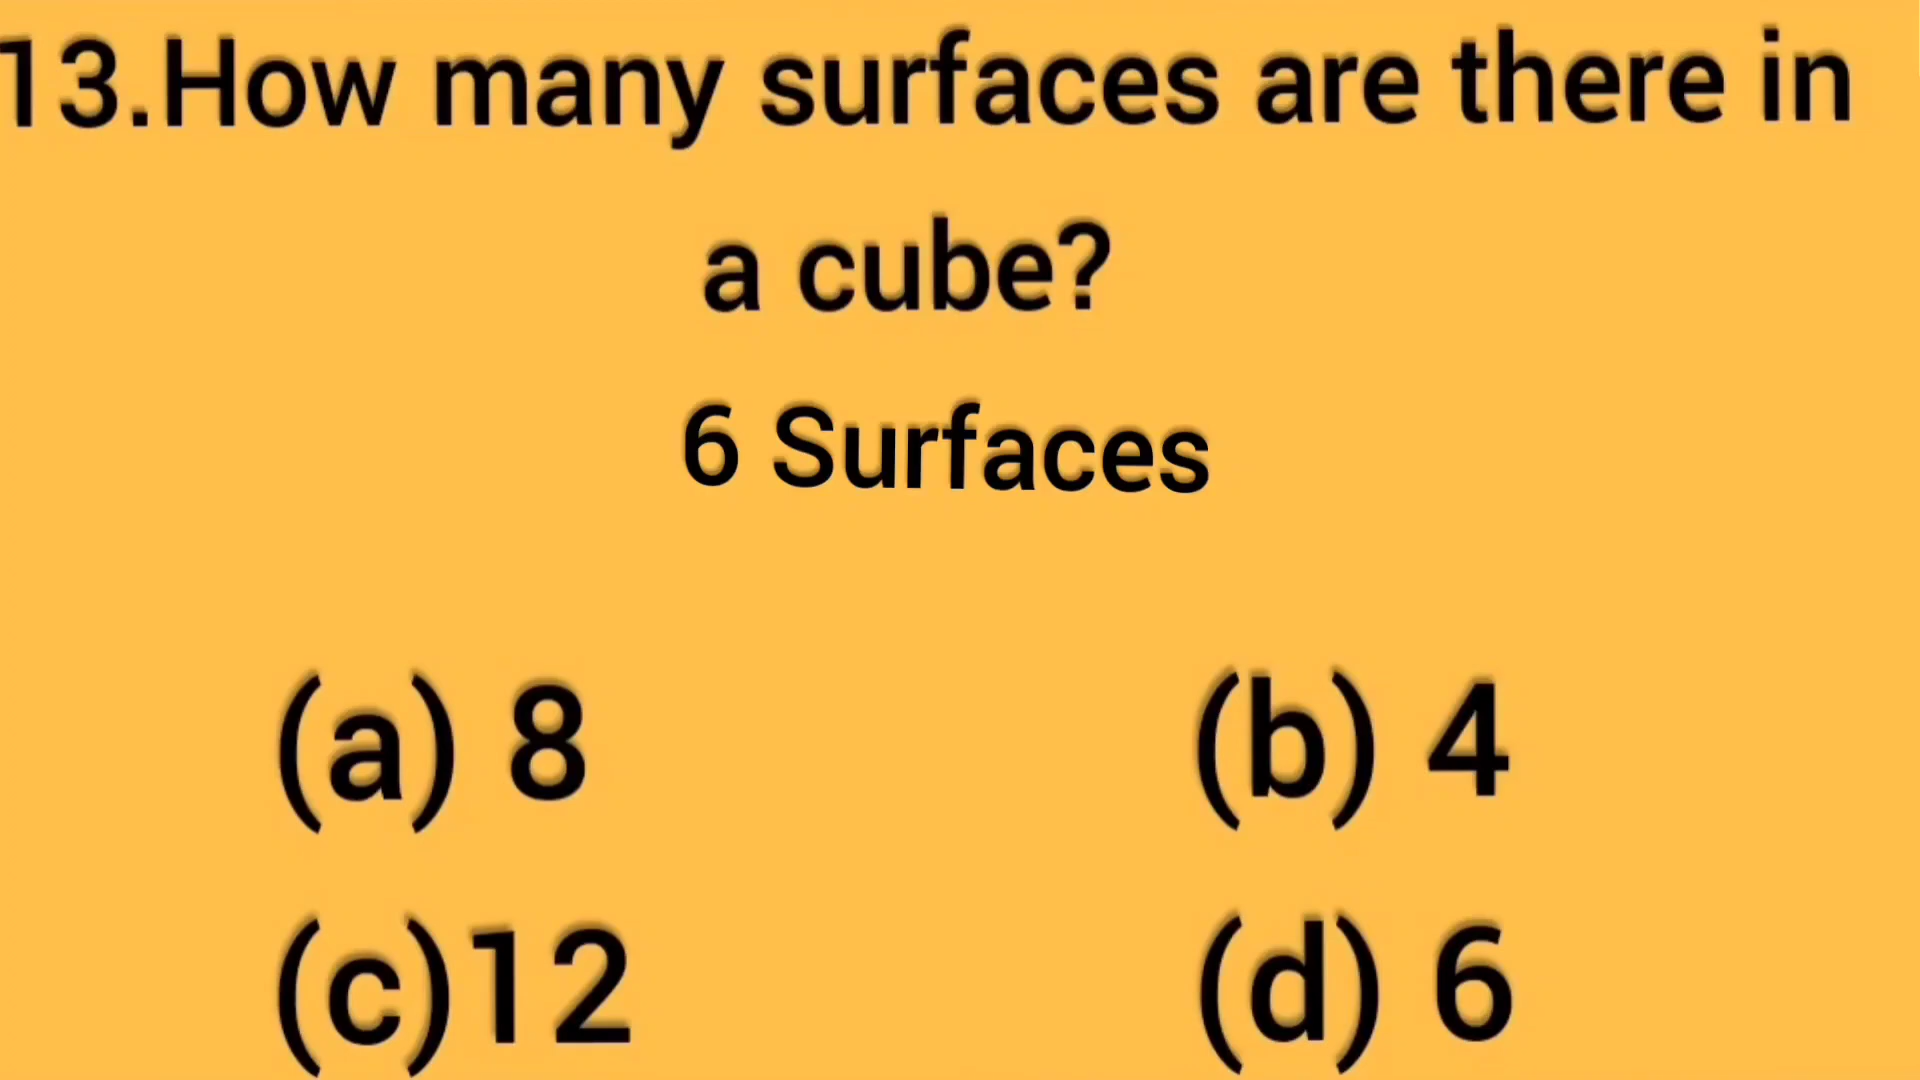 13.How many surfaces are there in
a cube?
6 Surfaces
(a) 8 (b) 4
(c)12 (d) 6